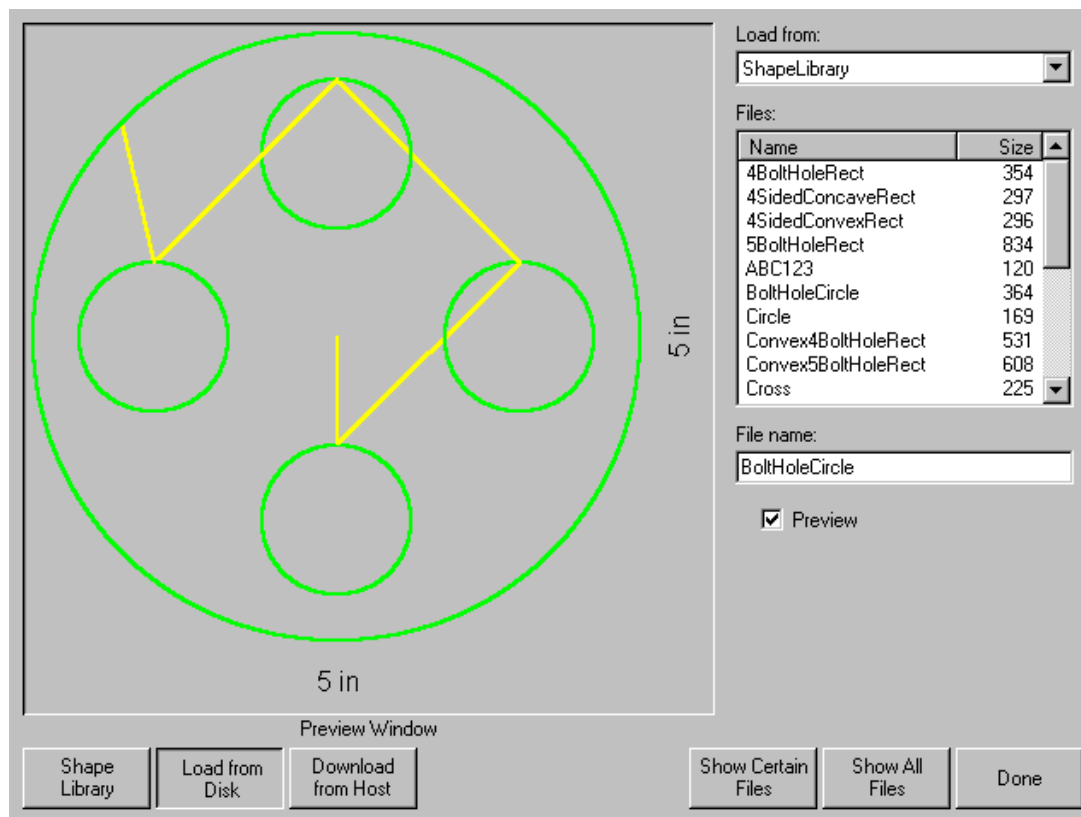 Load from:
ShapeLibrary
Files:
Name Size
4BoltHoleRect 354
4SidedConcaveRect 297
4SidedConvexRect 296
5BoltHoleRect 834
ABC123 120
BoltHoleCircle 364
Circle 169
Convex4BoltHoleRect 531
Convex5BoltHoleRect 608
Cross 225
File name:
BoltHoleCircle
Preview
5 in
5 in
Preview Window
Shape
Library
Load from
Disk
Download
from Host
Show Certain
Files
Show All
Files
Done